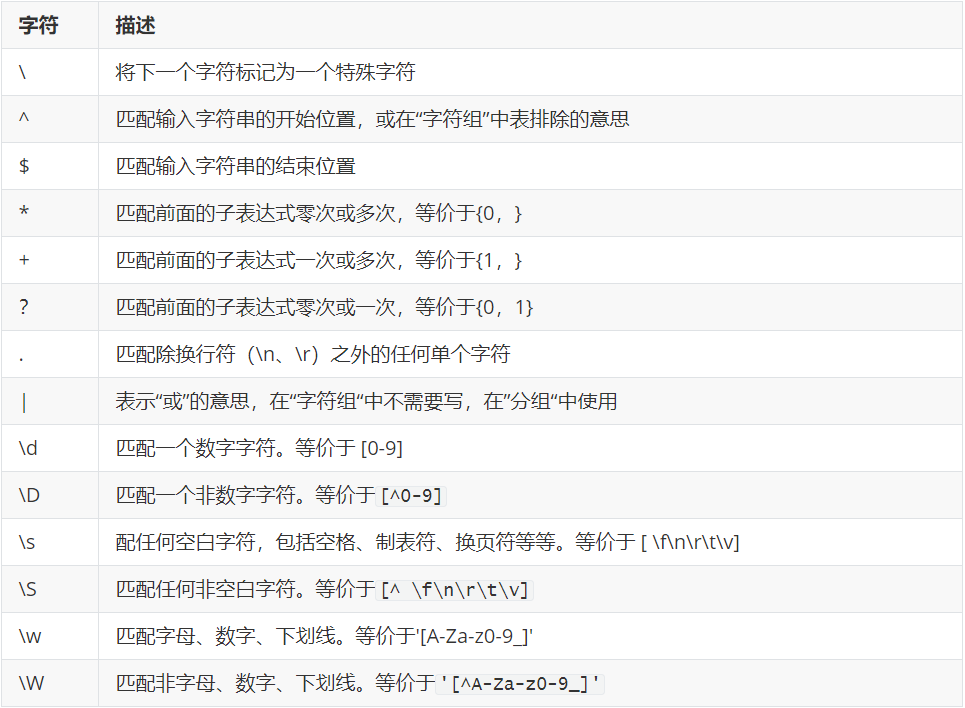 字符 描述
\ 将下一个字符标记为一个特殊字符
^ 匹配输入字符串的开始位置，或在“字符组”中表排除的意思
$ 匹配输入字符串的结束位置
* 匹配前面的子表达式零次或多次，等价于{0，}
+ 匹配前面的子表达式一次或多次，等价于{1，}
? 匹配前面的子表达式零次或一次，等价于{0，1}
. 匹配除换行符（\n、\r）之外的任何单个字符
| 表示“或”的意思，在“字符组“中不需要写，在”分组“中使用
\d 匹配一个数字字符。等价于 [0-9]
\D 匹配一个非数字字符。等价于 [^0-9]
\s 配任何空白字符，包括空格、制表符、换页符等等。等价于 [ \f\n\r\t\v]
\S 匹配任何非空白字符。等价于 [^ \f\n\r\t\v]
\w 匹配字母、数字、下划线。等价于'[A-Za-z0-9_]'
\W 匹配非字母、数字、下划线。等价于 '[^A-Za-z0-9_]'